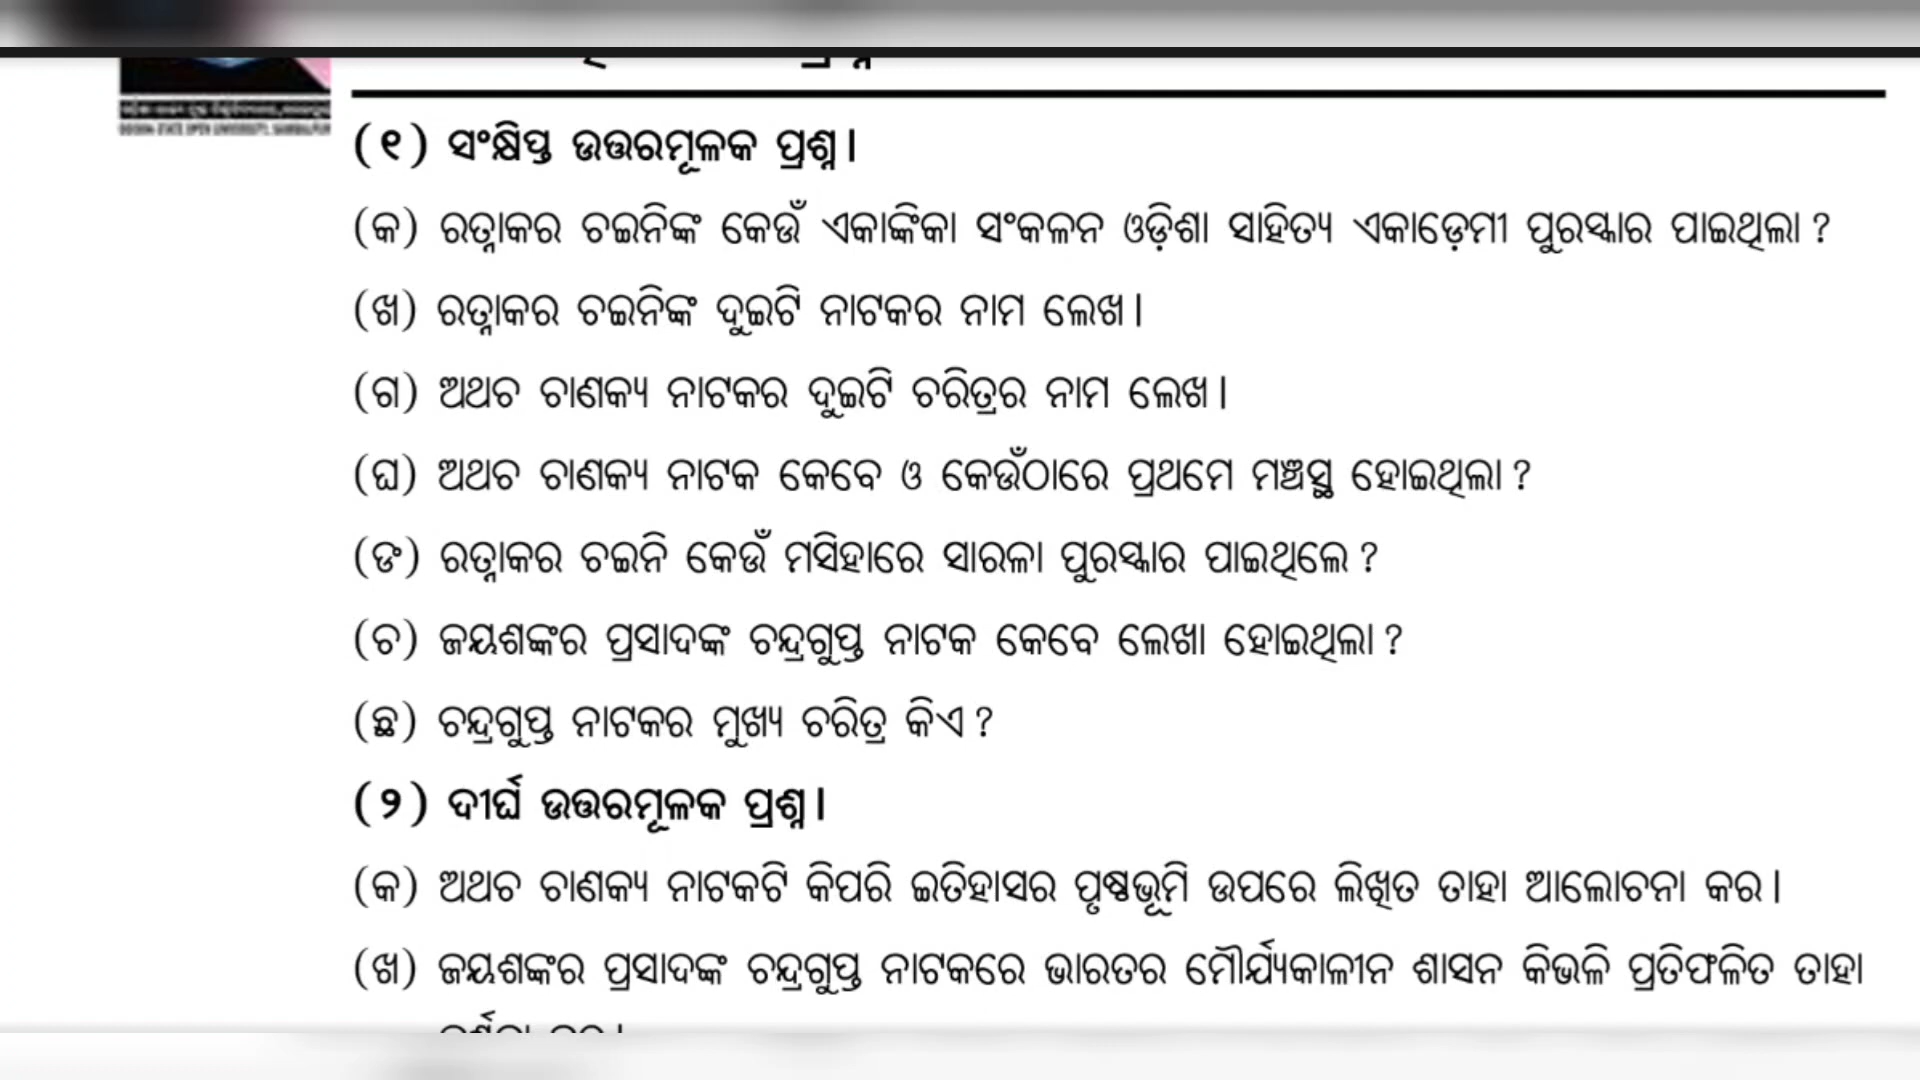 (୧) ସଂକ୍ଷିପ୍ତ ଉତ୍ତରମୂଳକ ପ୍ରଶ୍ନ।
(କ) ରତ୍ନାକର ଚଇନିଙ୍କ କେଉଁ ଏକାଙ୍କିକା ସଂକଳନ ଓଡ଼ିଶା ସାହିତ୍ୟ ଏକାଡ଼େମୀ ପୁରସ୍କାର ପାଇଥିଲା ?
(ଖ) ରତ୍ନାକର ଚଇନିଙ୍କ ଦୁଇଟି ନାଟକର ନାମ ଲେଖ।
(ଗ) ଅଥଚ ଚାଣକ୍ୟ ନାଟକର ଦୁଇଟି ଚରିତ୍ରର ନାମ ଲେଖ।
(ଘ) ଅଥଚ ଚାଣକ୍ୟ ନାଟକ କେବେ ଓ କେଉଁଠାରେ ପ୍ରଥମେ ମଞ୍ଚସ୍ଥ ହୋଇଥିଲା ?
(ଙ) ରତ୍ନାକର ଚଇନି କେଉଁ ମସିହାରେ ସାରଳା ପୁରସ୍କାର ପାଇଥିଲେ ?
(ଚ) ଜୟଶଙ୍କର ପ୍ରସାଦଙ୍କ ଚନ୍ଦ୍ରଗୁପ୍ତ ନାଟକ କେବେ ଲେଖା ହୋଇଥିଲା ?
(ଛ) ଚନ୍ଦ୍ରଗୁପ୍ତ ନାଟକର ମୁଖ୍ୟ ଚରିତ୍ର କିଏ ?
(୨) ଦୀର୍ଘ ଉତ୍ତରମୂଳକ ପ୍ରଶ୍ନ।
(କ) ଅଥଚ ଚାଣକ୍ୟ ନାଟକଟି କିପରି ଇତିହାସର ପୃଷ୍ଠଭୂମି ଉପରେ ଲିଖିତ ତାହା ଆଲୋଚନା କର।
(ଖ) ଜୟଶଙ୍କର ପ୍ରସାଦଙ୍କ ଚନ୍ଦ୍ରଗୁପ୍ତ ନାଟକରେ ଭାରତର ମୌର୍ଯ୍ୟକାଳୀନ ଶାସନ କିଭଳି ପ୍ରତିଫଳିତ ତାହା